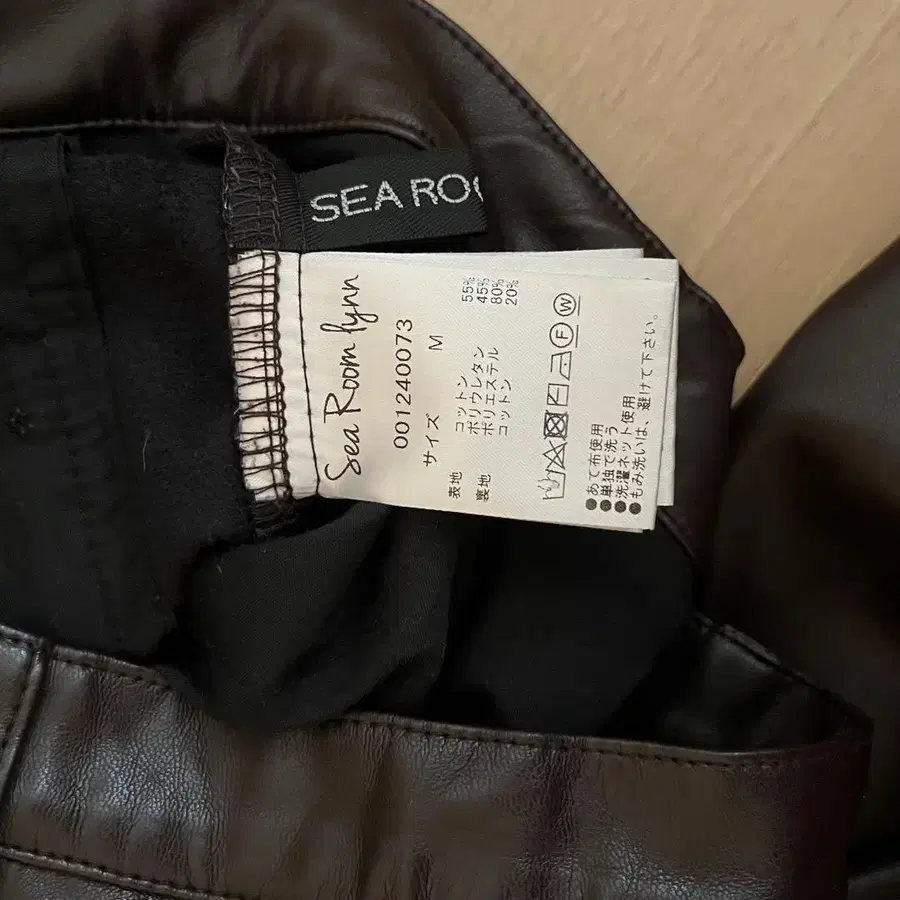 SEA ROO
Sea Room lynn
001240073
サイズ M
表地 コットン 55%
ポリウレタン 45%
裏地 ポリエステル 80%
コットン 20%
F W
●あて布使用
●単独で洗う
●洗濯ネット使用
●もみ洗いは、避けて下さい。